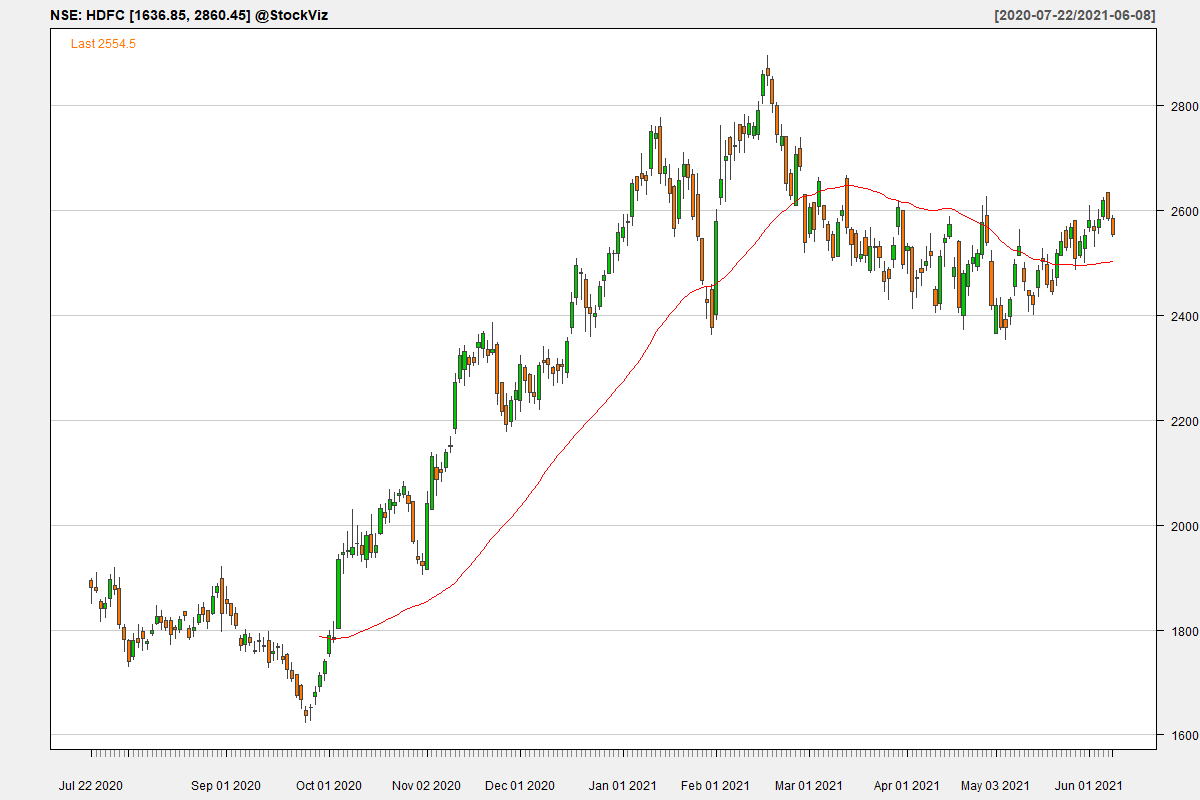 NSE: HDFC [1636.85, 2860.45] @StockViz
[2020-07-22/2021-06-08]
Last 2554.5
2800
2600
2400
2200
2000
1800
1600
Jul 22 2020 Sep 01 2020 Oct 01 2020 Nov 02 2020 Dec 01 2020 Jan 01 2021 Feb 01 2021 Mar 01 2021 Apr 01 2021 May 03 2021 Jun 01 2021